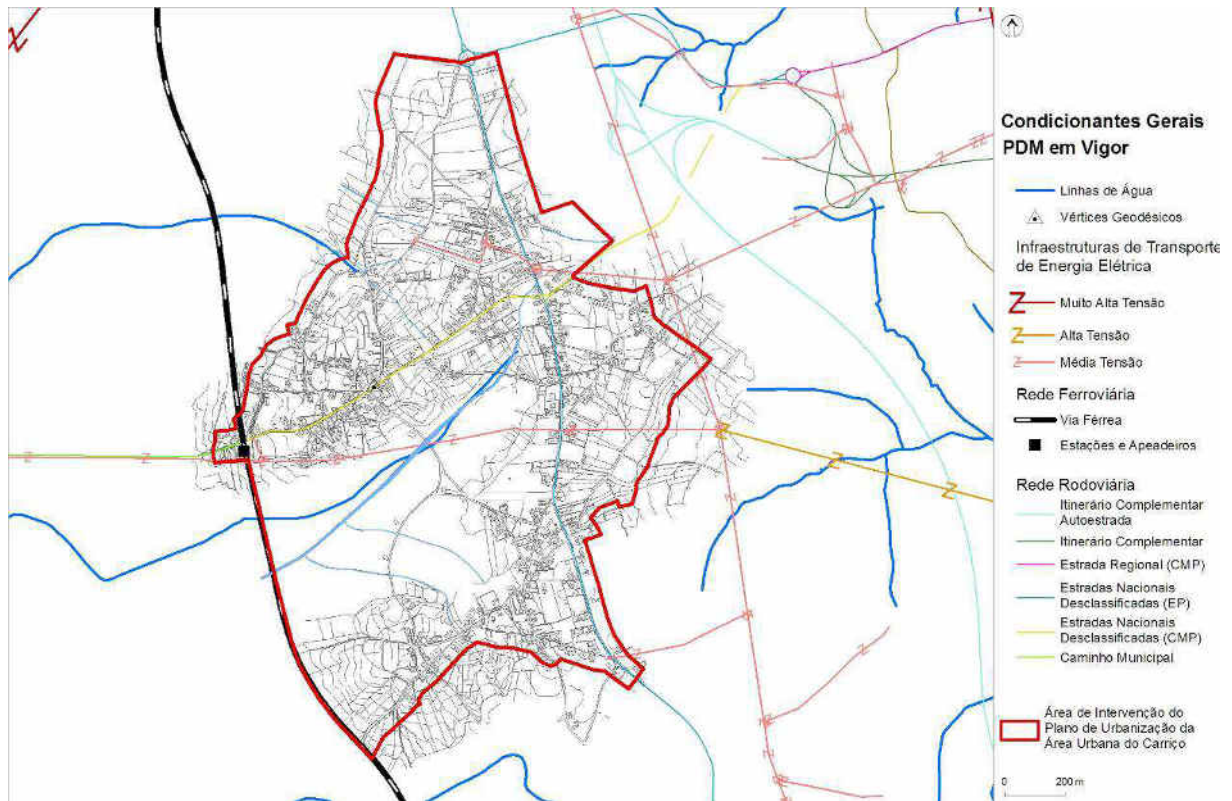 Condicionantes Gerais
PDM em Vigor
Linhas de Água
Vértices Geodésicos
Infraestruturas de Transporte
de Energia Elétrica
Z Muito Alta Tensão
Z Alta Tensão
Z Média Tensão
Rede Ferroviária
Via Férrea
Estações e Apeadeiros
Rede Rodoviária
Itinerário Complementar
Autoestrada
Itinerário Complementar
Estrada Regional (CMP)
Estradas Nacionais
Desclassificadas (EP)
Estradas Nacionais
Desclassificadas (CMP)
Caminho Municipal
Área de Intervenção do
Plano de Urbanização da
Área Urbana do Carriço
0 200 m